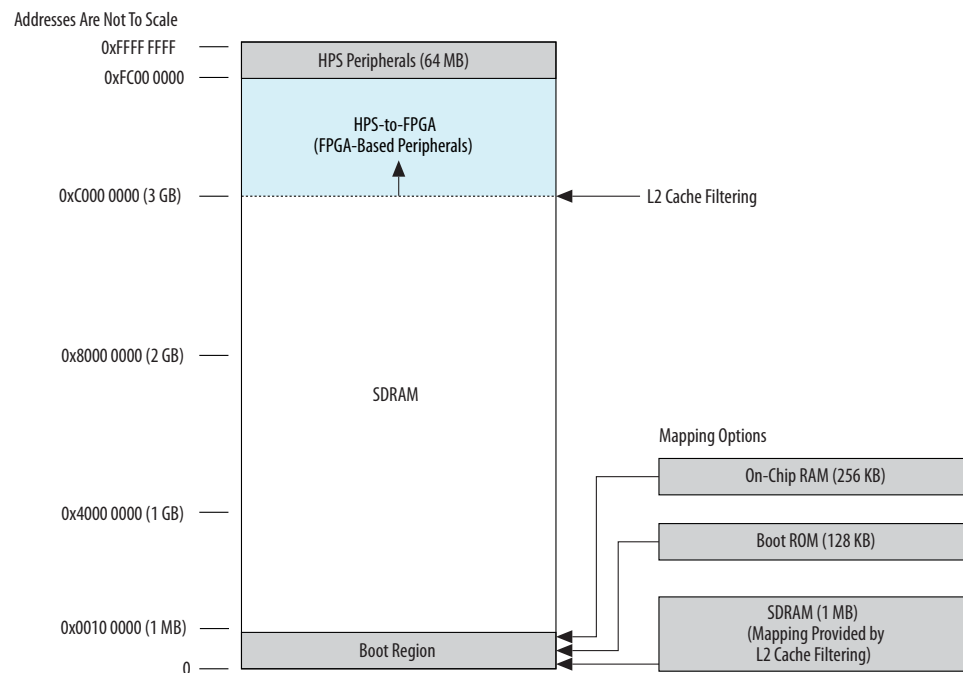 Addresses Are Not To Scale
0xFFFF FFFF
HPS Peripherals (64 MB)
0xFC00 0000
HPS-to-FPGA
(FPGA-Based Peripherals)
0xC000 0000 (3 GB)
L2 Cache Filtering
0x8000 0000 (2 GB)
SDRAM
Mapping Options
On-Chip RAM (256 KB)
0x4000 0000 (1 GB)
Boot ROM (128 KB)
0x0010 0000 (1 MB)
SDRAM (1 MB)
(Mapping Provided by
L2 Cache Filtering)
Boot Region
0